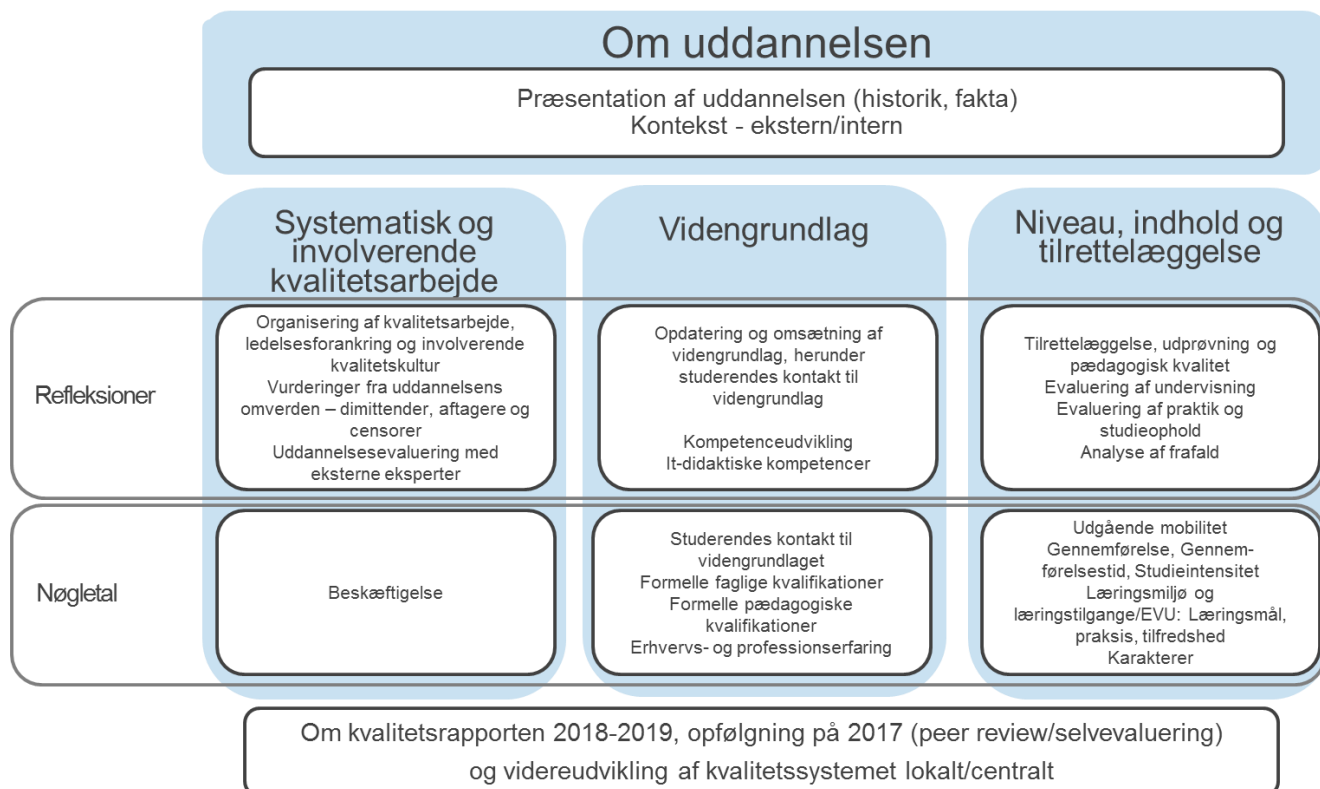 Om uddannelsen
Præsentation af uddannelsen (historik, fakta)
Kontekst - ekstern/intern
Systematisk og
involverende
kvalitetsarbejde
Videngrundlag
Niveau, indhold og
tilrettelæggelse
Refleksioner
Organisering af kvalitetsarbejde,
ledelsesforankring og involverende
kvalitetskultur
Vurderinger fra uddannelsens
omverden – dimittender, aftagere og
censorer
Uddannelsesevaluering med
eksterne eksperter
Opdatering og omsætning af
videngrundlag, herunder
studerendes kontakt til
videngrundlag
Kompetenceudvikling
It-didaktiske kompetencer
Tilrettelæggelse, udprøvning og
pædagogisk kvalitet
Evaluering af undervisning
Evaluering af praktik og
studieophold
Analyse af frafald
Nøgletal
Beskæftigelse
Studerendes kontakt til
videngrundlaget
Formelle faglige kvalifikationer
Formelle pædagogiske
kvalifikationer
Erhvervs- og professionserfaring
Udgående mobilitet
Gennemførelse, Gennem-
førelsestid, Studieintensitet
Læringsmiljø og
læringstilgange/EVU: Læringsmål,
praksis, tilfredshed
Karakterer
Om kvalitetsrapporten 2018-2019, opfølgning på 2017 (peer review/selvevaluering)
og videreudvikling af kvalitetssystemet lokalt/centralt